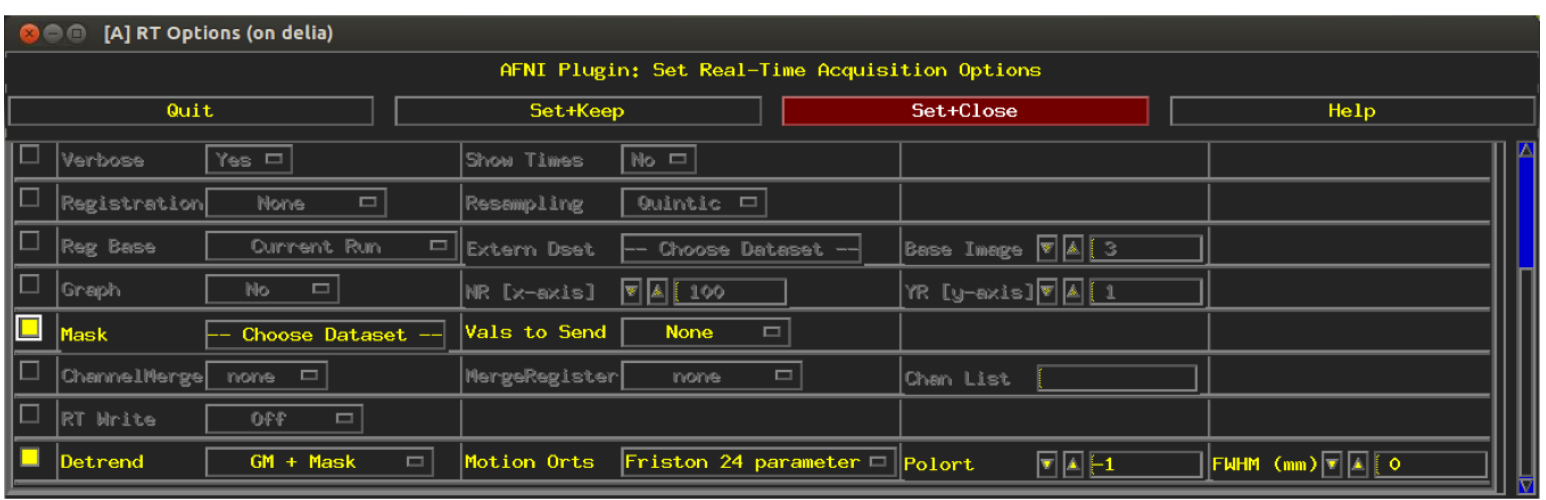 [A] RT Options (on delia)
AFNI Plugin: Set Real-Time Acquisition Options
Quit Set+Keep Set+Close Help
Verbose Yes Show Times No
Registration None Resampling Quintic
Reg Base Current Run Extern Dset -- Choose Dataset -- Base Image 3
Graph No NR [x-axis] 100 YR [y-axis] 1
Mask -- Choose Dataset -- Vals to Send None
ChannelMerge none MergeRegister none Chan List
RT Write Off
Detrend GM + Mask Motion Orts Friston 24 parameter Polort -1 FWHM (mm) 0